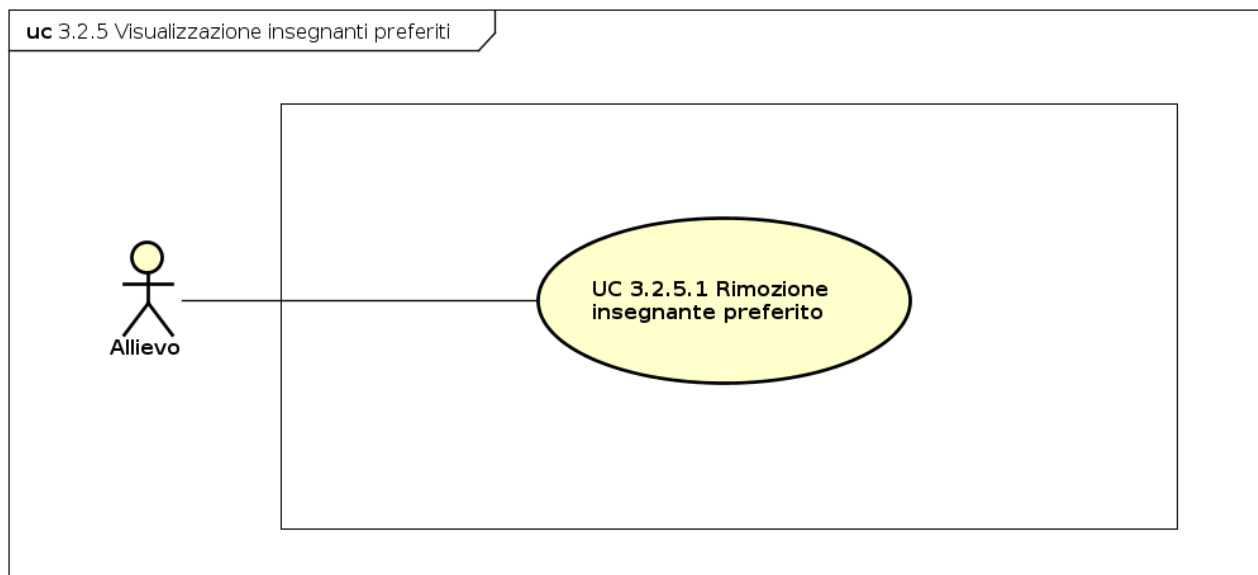 uc 3.2.5 Visualizzazione insegnanti preferiti
UC 3.2.5.1 Rimozione
insegnante preferito
Allievo